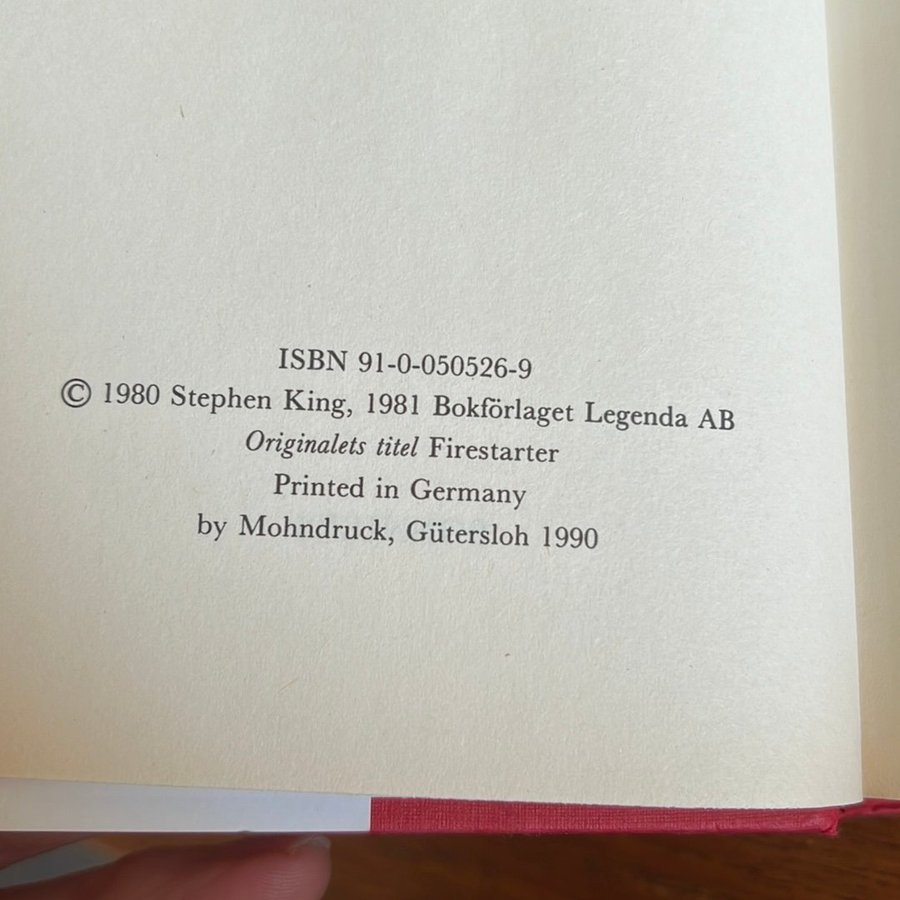 ISBN 91-0-050526-9
© 1980 Stephen King, 1981 Bokförlaget Legenda AB
Originalets titel Firestarter
Printed in Germany
by Mohndruck, Gütersloh 1990